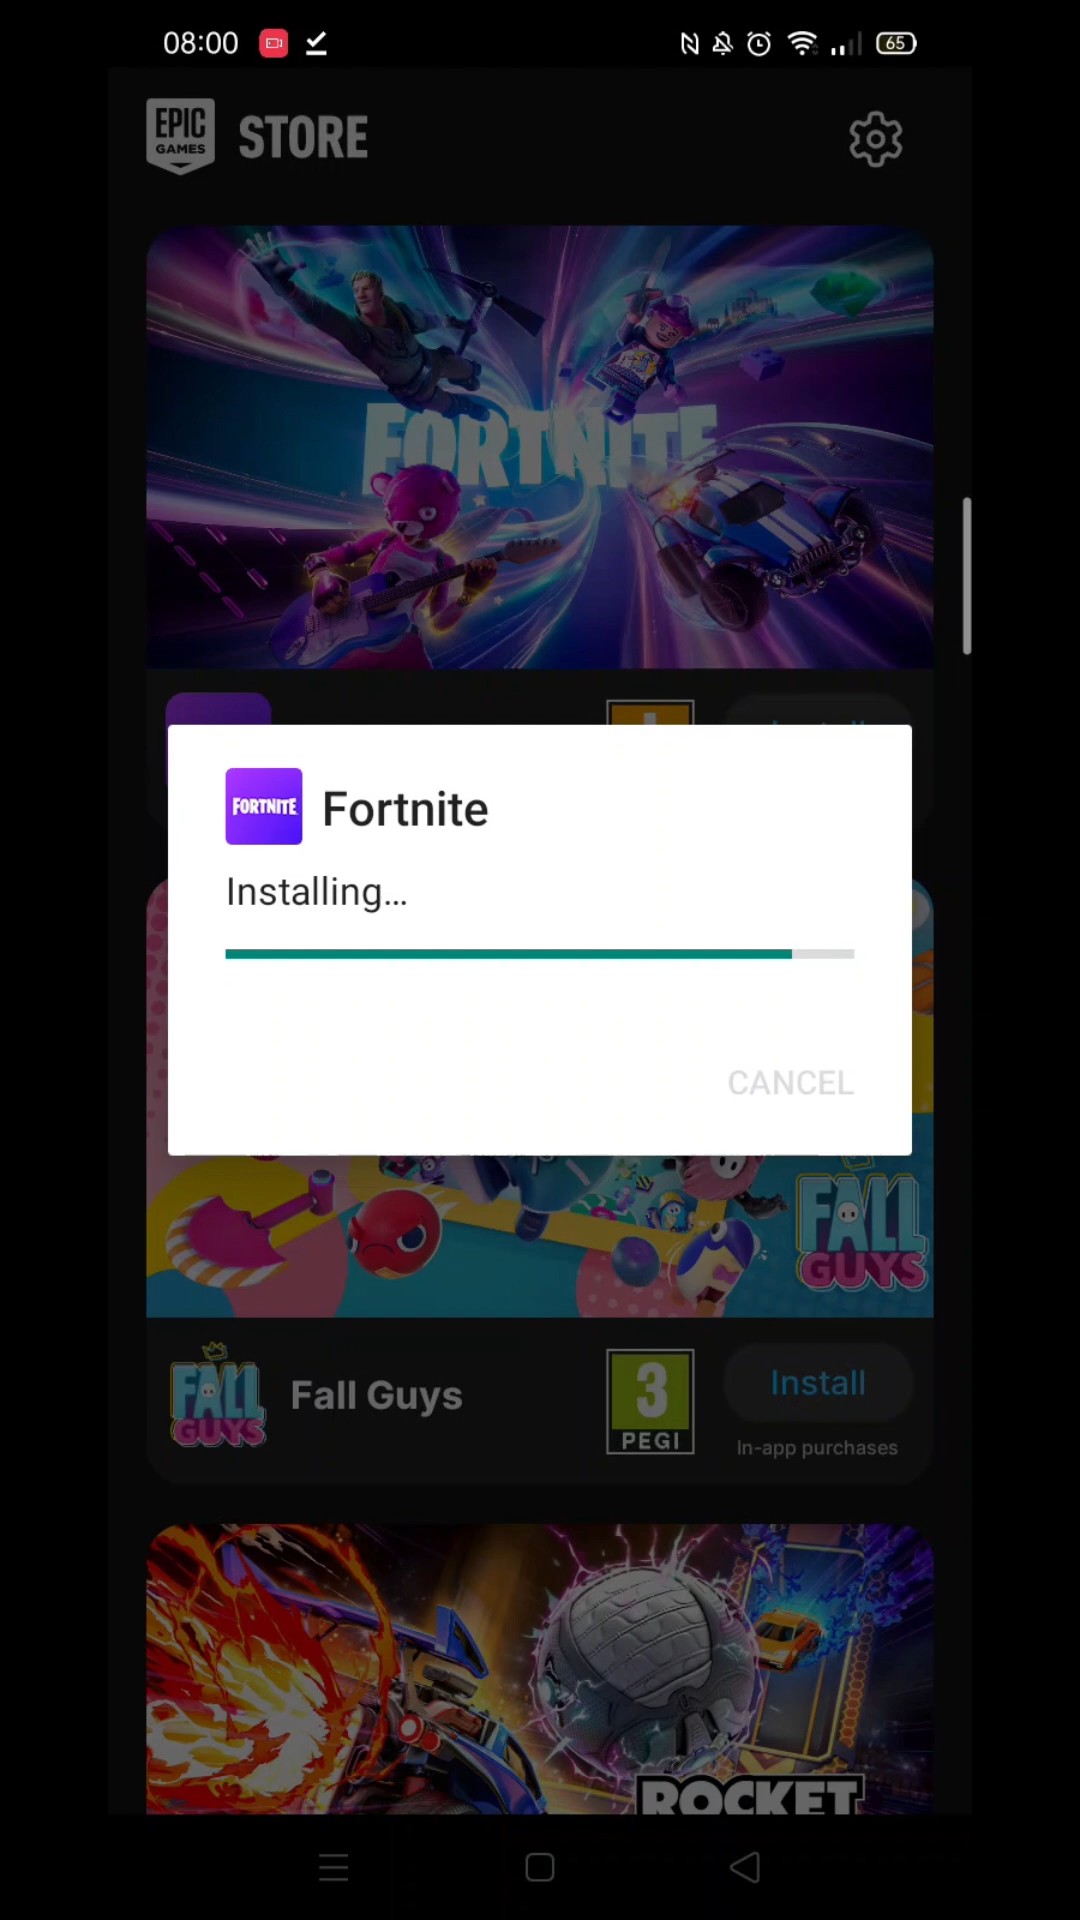 08:00
65
EPIC
GAMES
STORE
FORTNITE
FORTNITE
Fortnite
Installing...
CANCEL
FALL
GUYS
FALL
GUYS
Fall Guys
3
PEGI
Install
In-app purchases
ROCKET